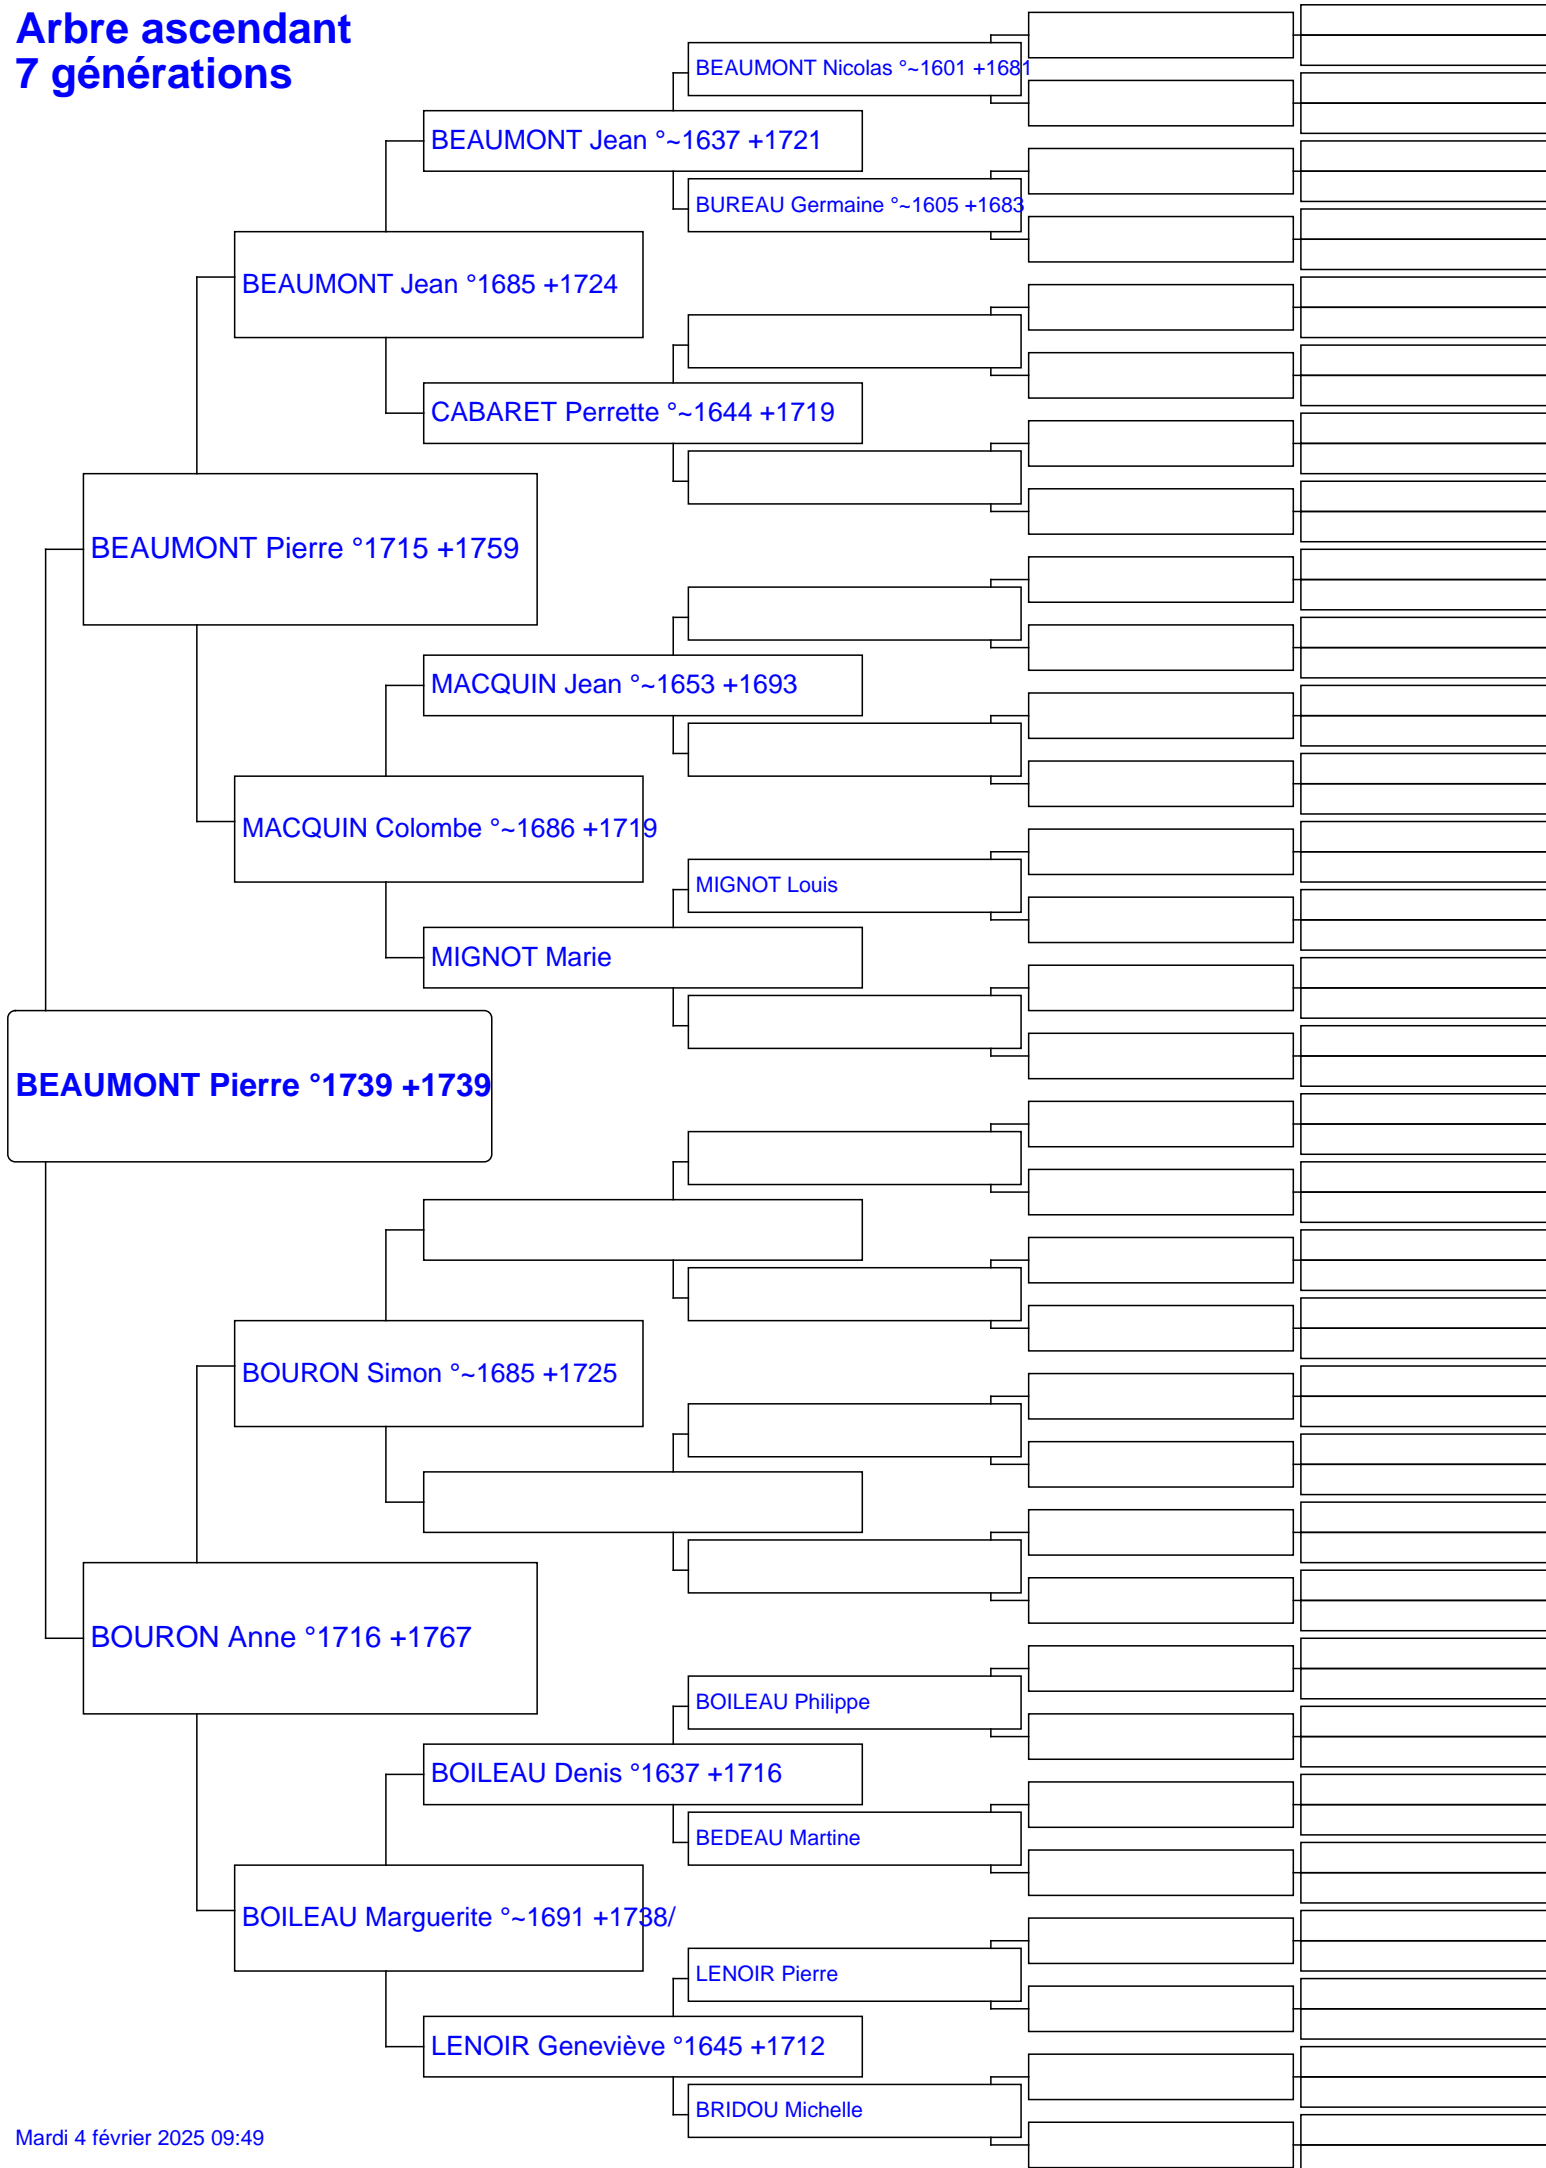 Arbre ascendant
7 générations
BEAUMONT Nicolas °~1601 +1681
BEAUMONT Jean °~1637 +1721
BUREAU Germaine °~1605 +1683
BEAUMONT Jean °1685 +1724
CABARET Perrette °~1644 +1719
BEAUMONT Pierre °1715 +1759
MACQUIN Jean °~1653 +1693
MACQUIN Colombe °~1686 +1719
MIGNOT Louis
MIGNOT Marie
BEAUMONT Pierre °1739 +1739
BOURON Simon °~1685 +1725
BOURON Anne °1716 +1767
BOILEAU Philippe
BOILEAU Denis °1637 +1716
BEDEAU Martine
BOILEAU Marguerite °~1691 +1738/
LENOIR Pierre
LENOIR Geneviève °1645 +1712
BRIDOU Michelle
Mardi 4 février 2025 09:49